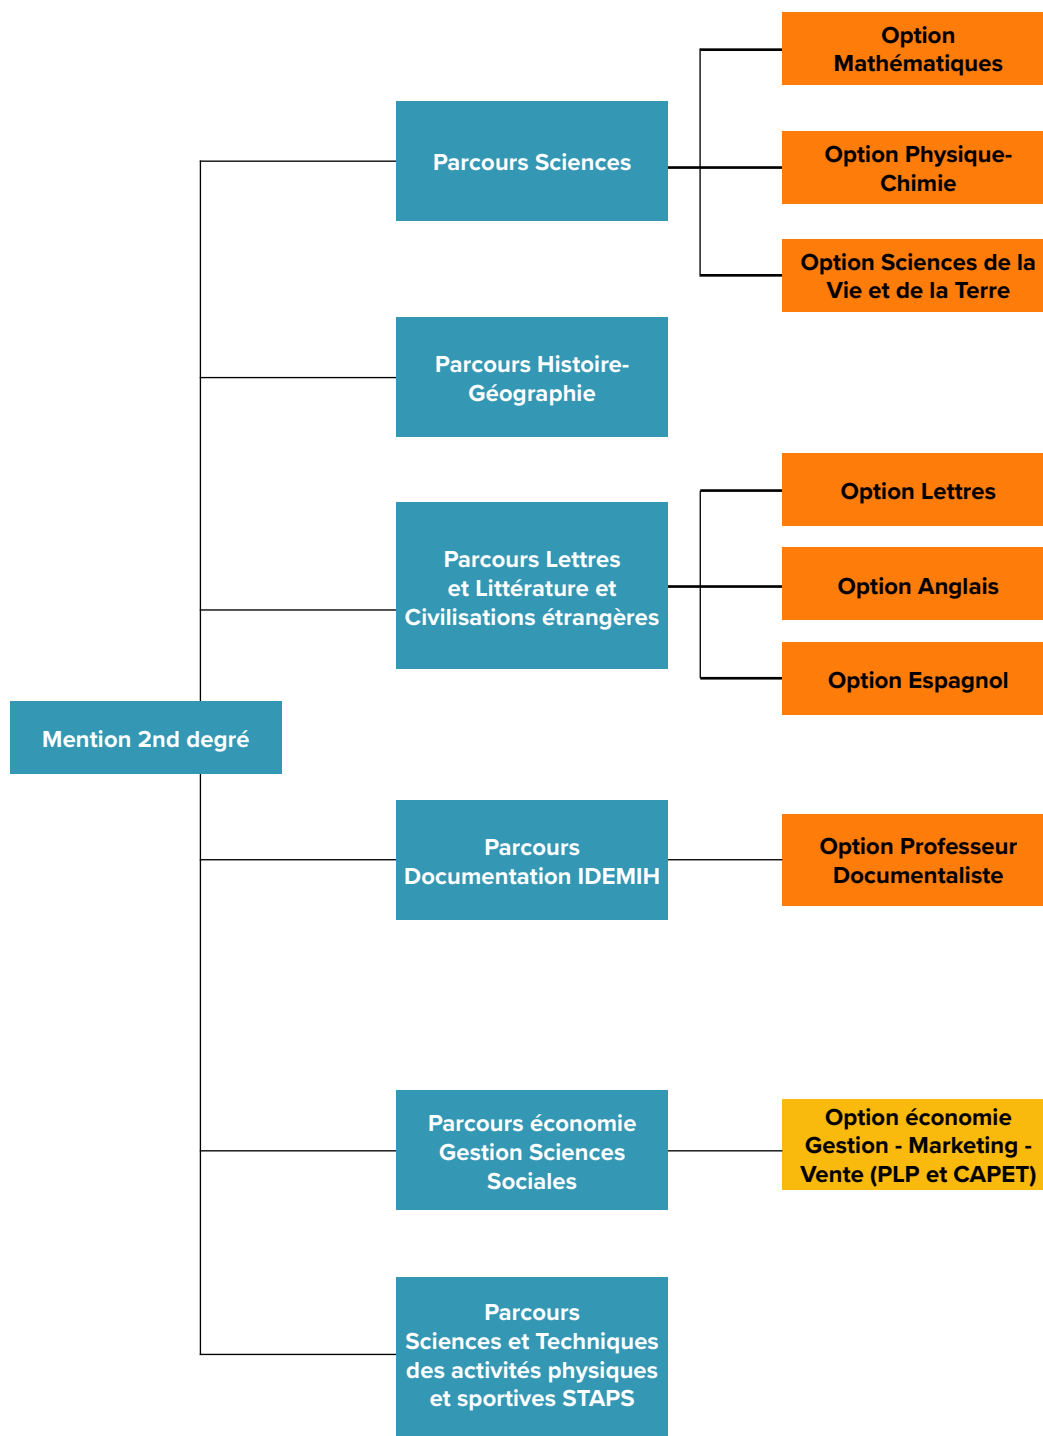 Option
Mathématiques
Parcours Sciences
Option Physique-
Chimie
Option Sciences de la
Vie et de la Terre
Parcours Histoire-
Géographie
Option Lettres
Parcours Lettres
et Littérature et
Civilisations étrangères
Option Anglais
Option Espagnol
Mention 2nd degré
Parcours
Documentation IDEMIH
Option Professeur
Documentaliste
Parcours économie
Gestion Sciences
Sociales
Option économie
Gestion - Marketing -
Vente (PLP et CAPET)
Parcours
Sciences et Techniques
des activités physiques
et sportives STAPS